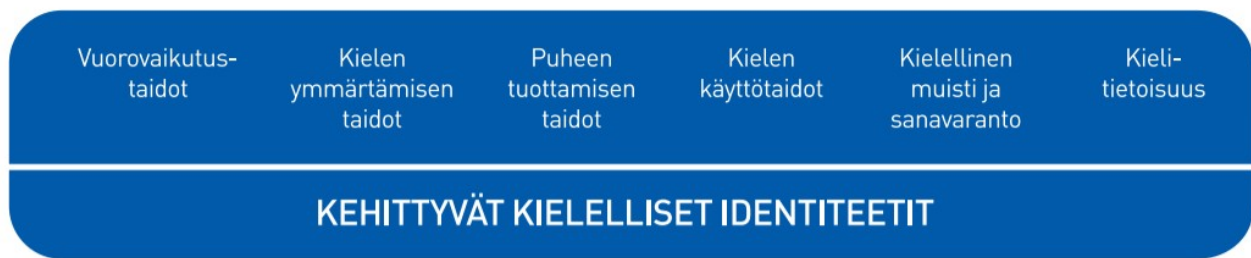 Vuorovaikutus-
taidot
Kielen
ymmärtämisen
taidot
Puheen
tuottamisen
taidot
Kielen
käyttötaidot
Kielellinen
muisti ja
sanavaranto
Kieli-
tietoisuus
KEHITTYVÄT KIELELLISET IDENTITEETIT